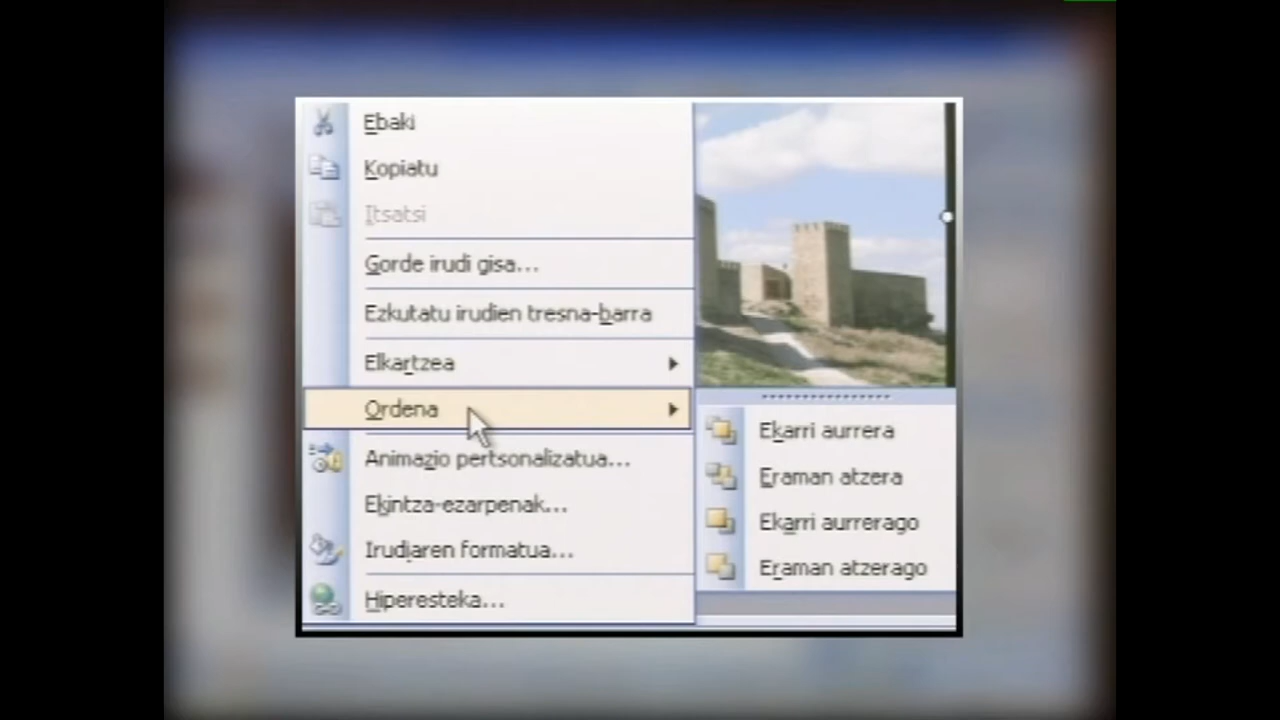 Ebaki
Kopiatu
Itsatsi
Gorde irudi gisa...
Ezkutatu irudien tresna-barra
Elkartzea
Ordena
Animazio pertsonalizatua...
Ekintza-ezarpenak...
Irudiaren formatua...
Hiperesteka...
Ekarri aurrera
Eraman atzera
Ekarri aurrerago
Eraman atzerago